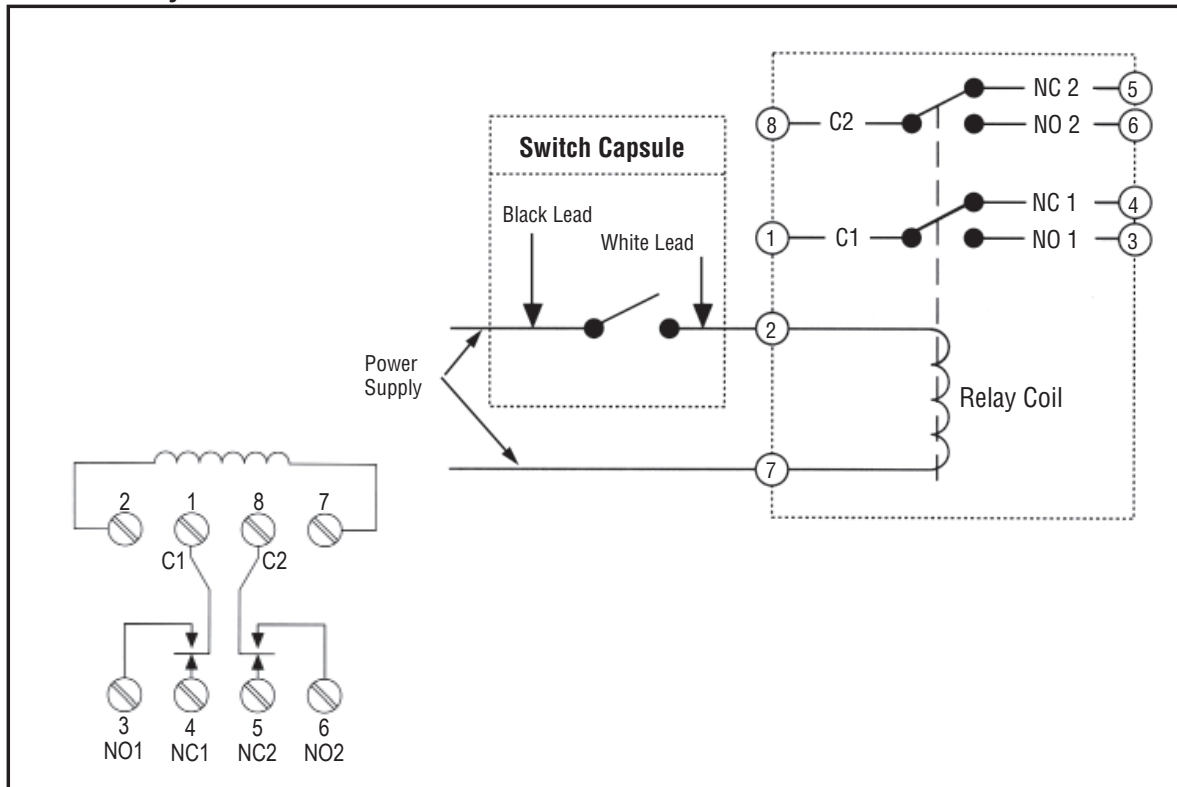 8
C2
NC 2
5
NO 2
6
1
C1
NC 1
4
NO 1
3
Switch Capsule
Black Lead
White Lead
2
Power
Supply
Relay Coil
7
2
1
8
7
C1
C2
3
4
5
6
NO1
NC1
NC2
NO2